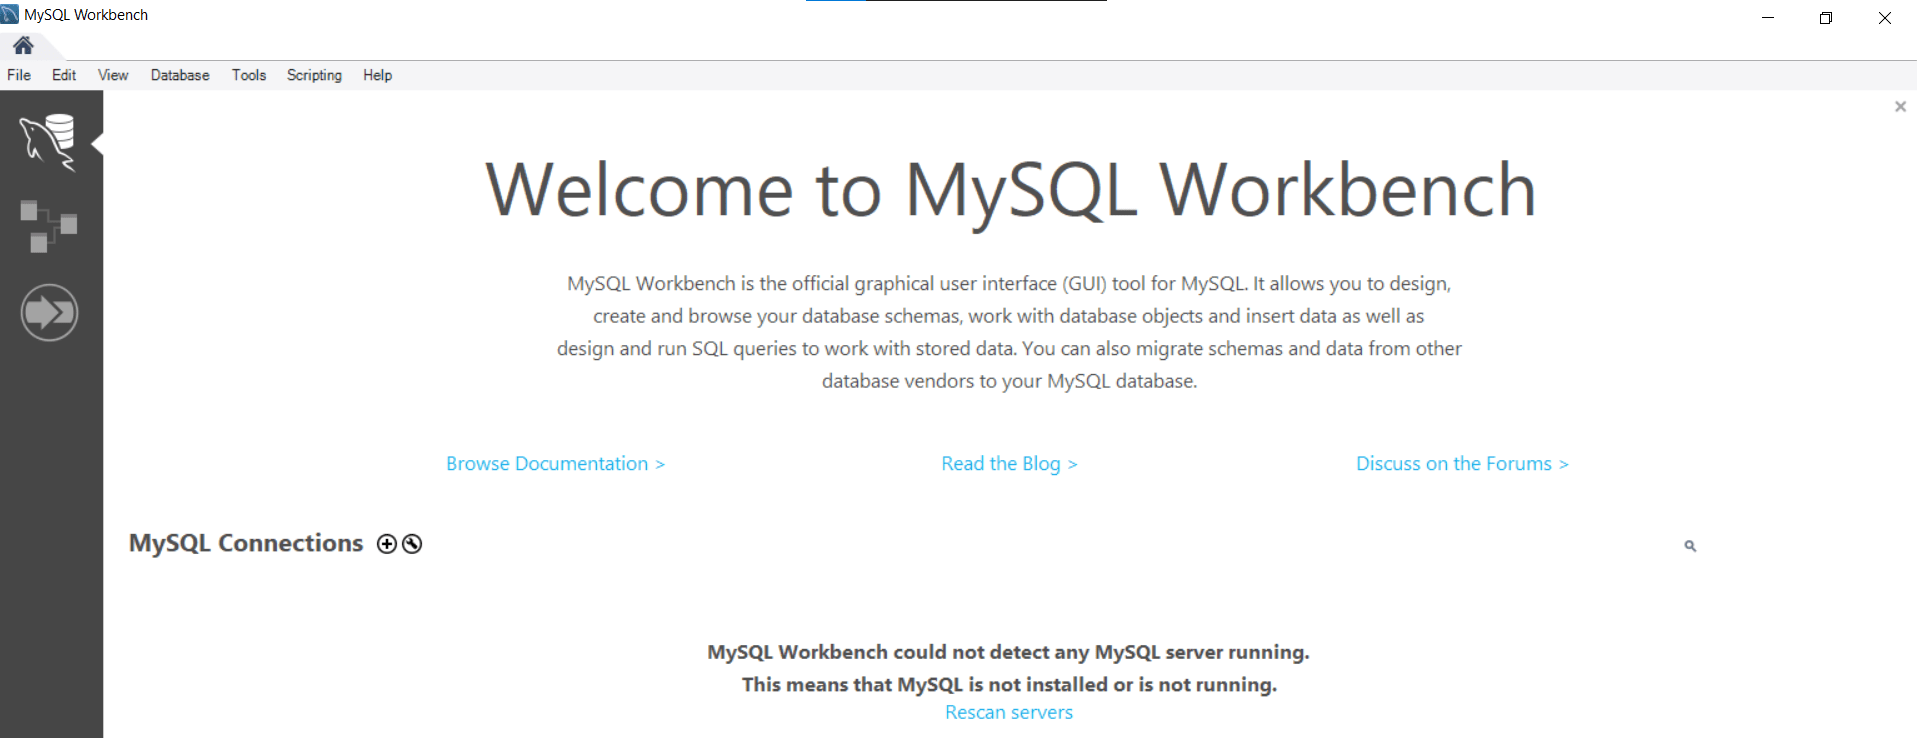 MySQL Workbench
File Edit View Database Tools Scripting Help
Welcome to MySQL Workbench
MySQL Workbench is the official graphical user interface (GUI) tool for MySQL. It allows you to design,
create and browse your database schemas, work with database objects and insert data as well as
design and run SQL queries to work with stored data. You can also migrate schemas and data from other
database vendors to your MySQL database.
Browse Documentation > Read the Blog > Discuss on the Forums >
MySQL Connections
MySQL Workbench could not detect any MySQL server running.
This means that MySQL is not installed or is not running.
Rescan servers